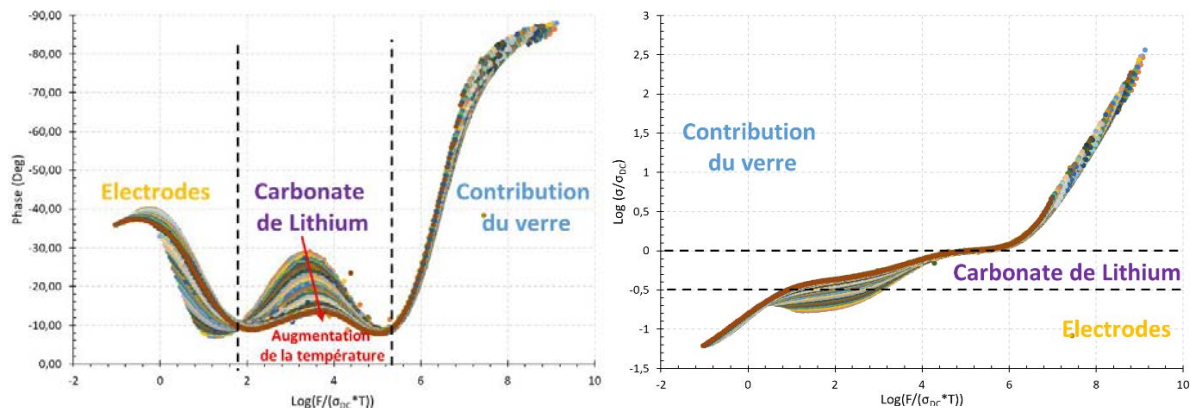 -90,00
-80,00
-70,00
-60,00
-50,00
-40,00
-30,00
-20,00
-10,00
0,00
Phase (Deg)
Electrodes
Carbonate
de Lithium
Contribution
du verre
Augmentation
de la température
-2
0
2
4
6
8
10
Log(F/(σDC*T))
3
2,5
2
1,5
1
0,5
0
-0,5
-1
-1,5
Log (σ/σDC)
Contribution
du verre
Carbonate de Lithium
Electrodes
-2
0
2
4
6
8
10
Log(F/(σDC*T))